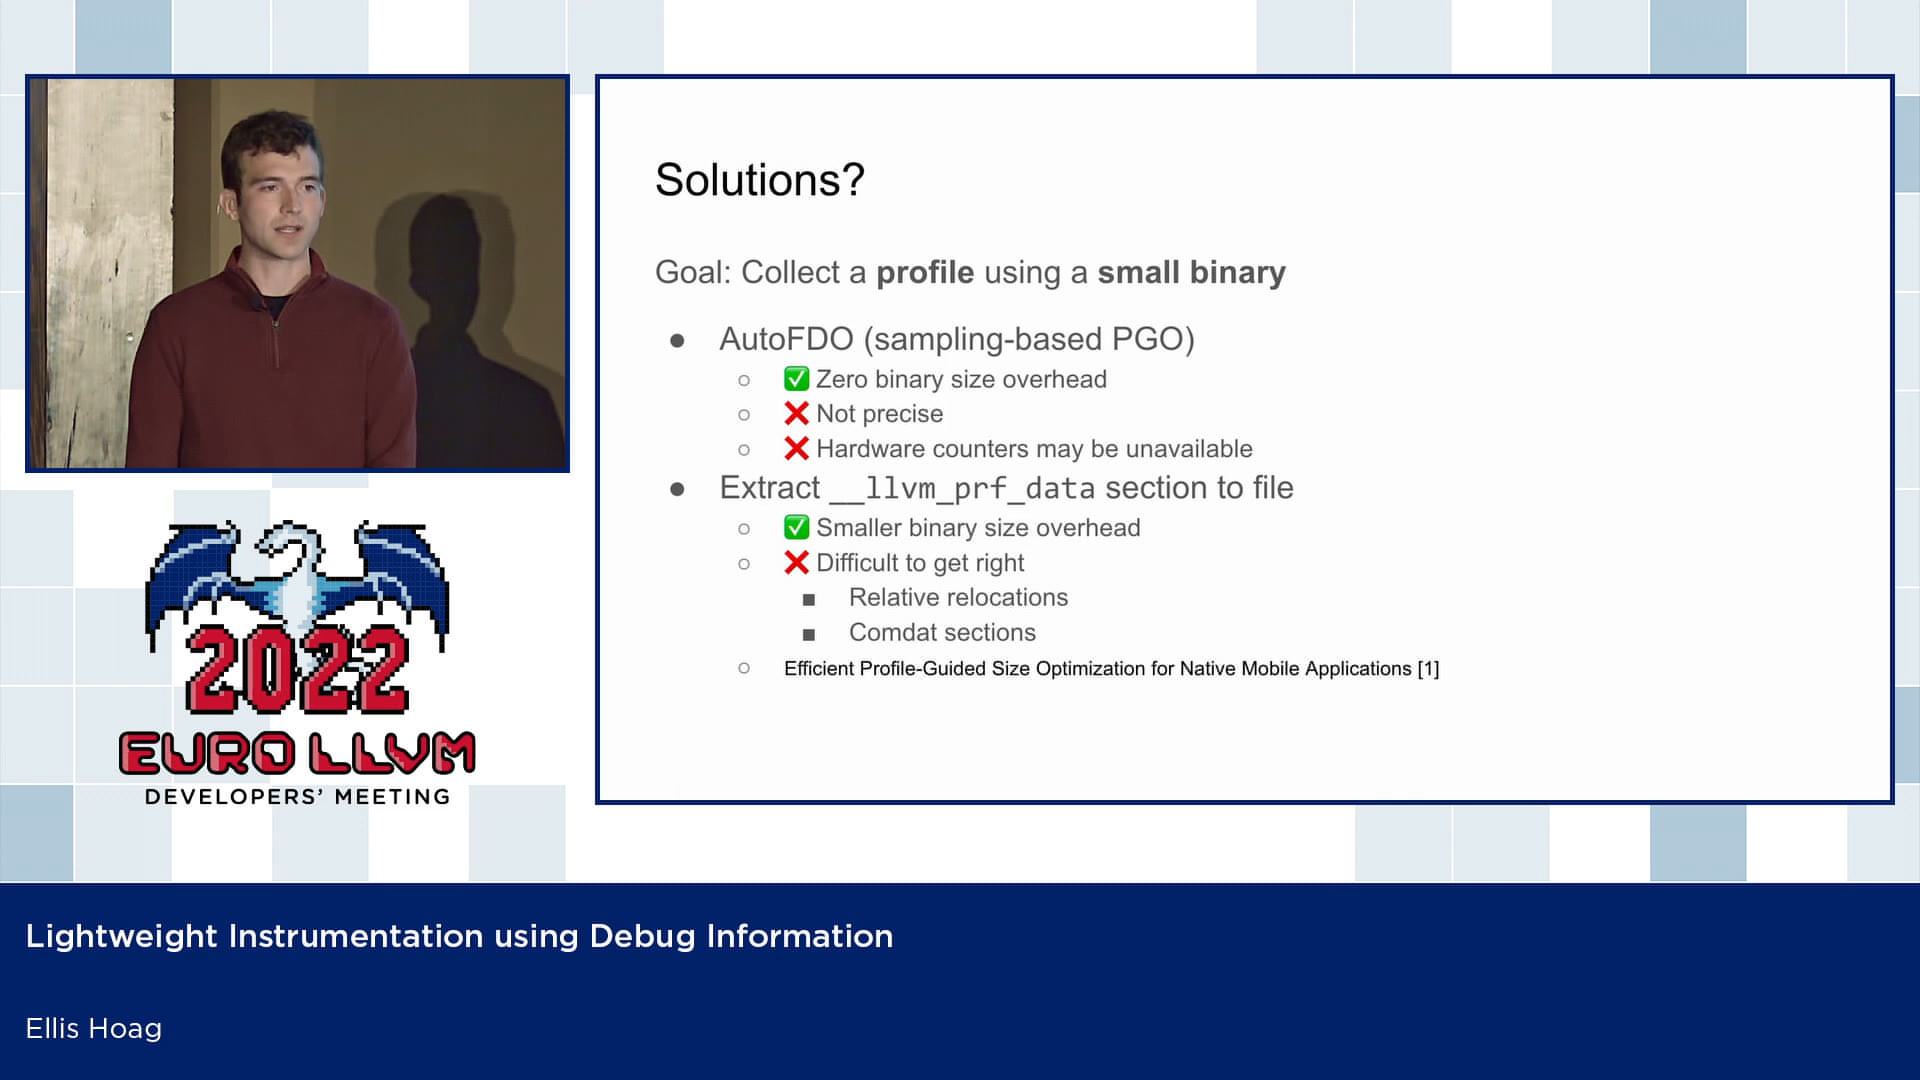 Solutions?
Goal: Collect a profile using a small binary
● AutoFDO (sampling-based PGO)
○ ✅ Zero binary size overhead
○ ❌ Not precise
○ ❌ Hardware counters may be unavailable
● Extract __llvm_prf_data section to file
○ ✅ Smaller binary size overhead
○ ❌ Difficult to get right
■ Relative relocations
■ Comdat sections
○ Efficient Profile-Guided Size Optimization for Native Mobile Applications [1]
2022
EURO LLVM
DEVELOPERS’ MEETING
Lightweight Instrumentation using Debug Information
Ellis Hoag